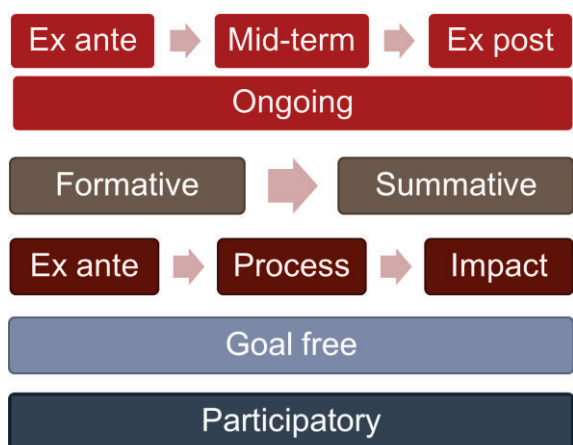 Ex ante Mid-term Ex post
Ongoing
Formative Summative
Ex ante Process Impact
Goal free
Participatory